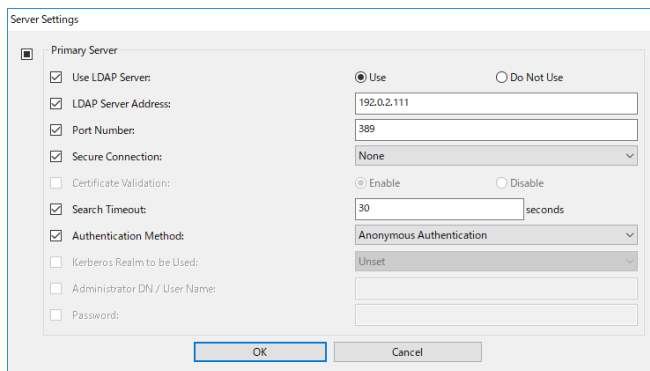 Server Settings
Primary Server
Use LDAP Server: Use Do Not Use
LDAP Server Address: 192.0.2.111
Port Number: 389
Secure Connection: None
Certificate Validation: Enable Disable
Search Timeout: 30 seconds
Authentication Method: Anonymous Authentication
Kerberos Realm to be Used: Unset
Administrator DN / User Name:
Password:
OK Cancel